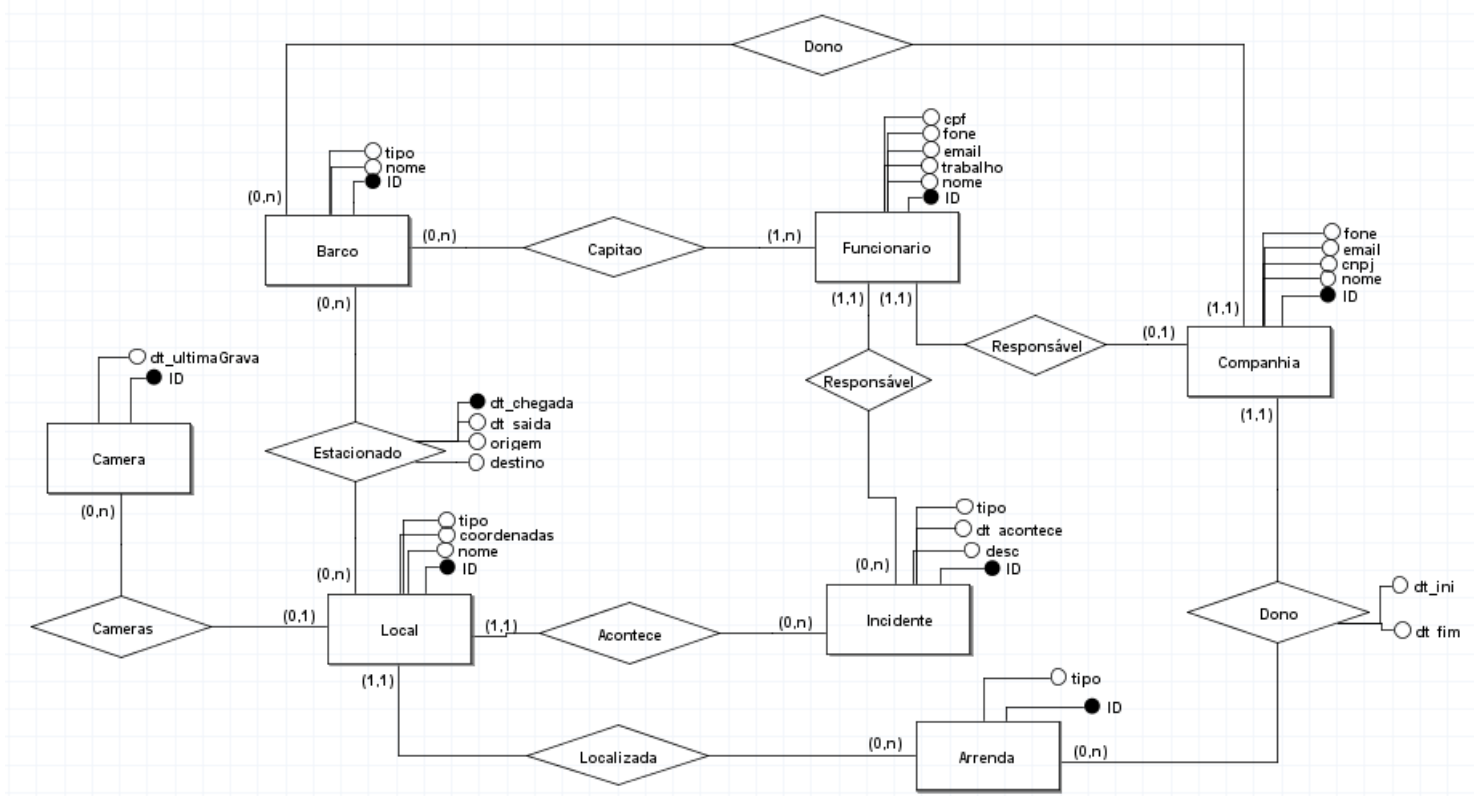 Dono
cpf
fone
email
trabalho
nome
ID
tipo
nome
ID
(0,n)
Barco
(0,n)
Capitao
(1,n)
Funcionario
fone
email
cnpj
nome
ID
(0,n)
(1,1)
(1,1)
(1,1)
Responsável
(0,1)
Companhia
dt_ultimaGrava
ID
Responsável
dt_chegada
dt_saida
origem
destino
Estacionado
Camera
(1,1)
(0,n)
tipo
coordenadas
nome
ID
tipo
dt_acontece
desc
ID
(0,n)
(0,n)
Cameras
(0,1)
Local
(1,1)
Acontece
(0,n)
Incidente
Dono
dt_ini
dt_fim
(1,1)
tipo
ID
Localizada
(0,n)
Arrenda
(0,n)